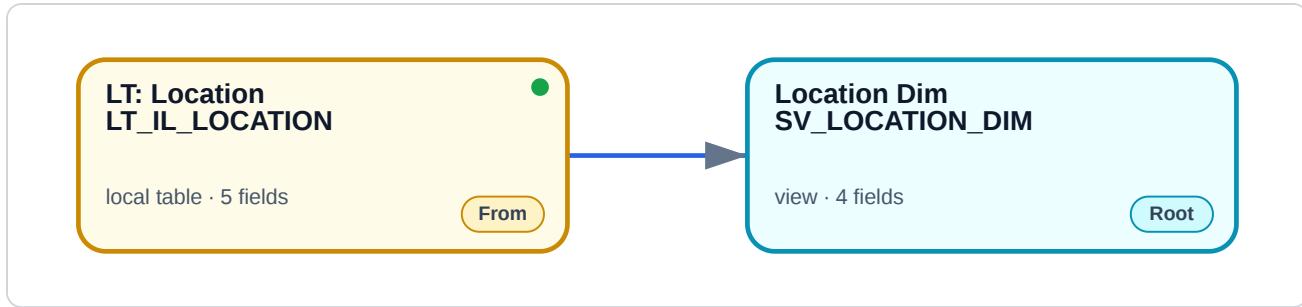 LT: Location
LT_IL_LOCATION
local table · 5 fields
From
Location Dim
SV_LOCATION_DIM
view · 4 fields
Root